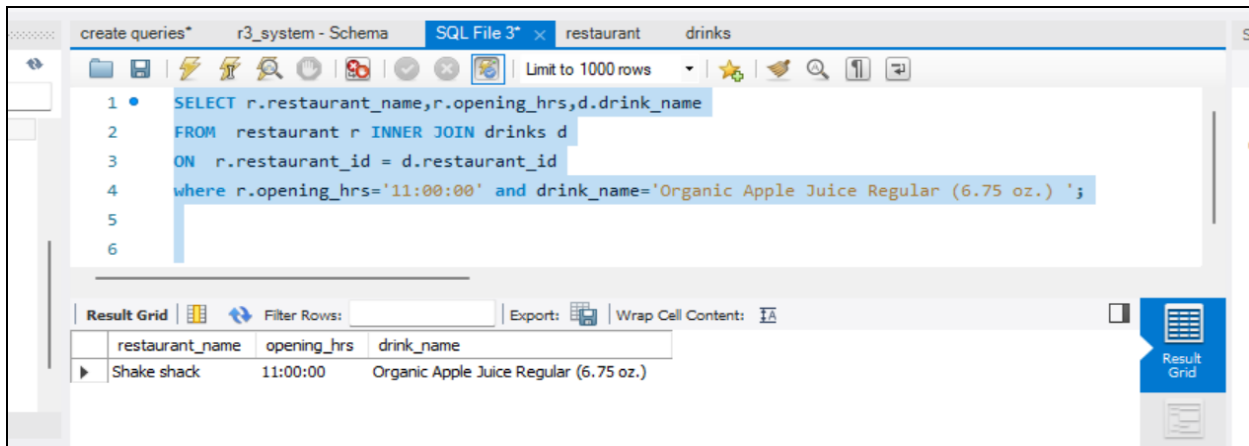 create queries* r3_system - Schema SQL File 3* × restaurant drinks
S
Limit to 1000 rows
1 SELECT r.restaurant_name,r.opening_hrs,d.drink_name
2 FROM  restaurant r INNER JOIN drinks d
3 ON  r.restaurant_id = d.restaurant_id
4 where r.opening_hrs='11:00:00' and drink_name='Organic Apple Juice Regular (6.75 oz.) ';
5
6
Result Grid Filter Rows: Export: Wrap Cell Content: IA
restaurant_name opening_hrs drink_name
Shake shack 11:00:00 Organic Apple Juice Regular (6.75 oz.)
Result
Grid